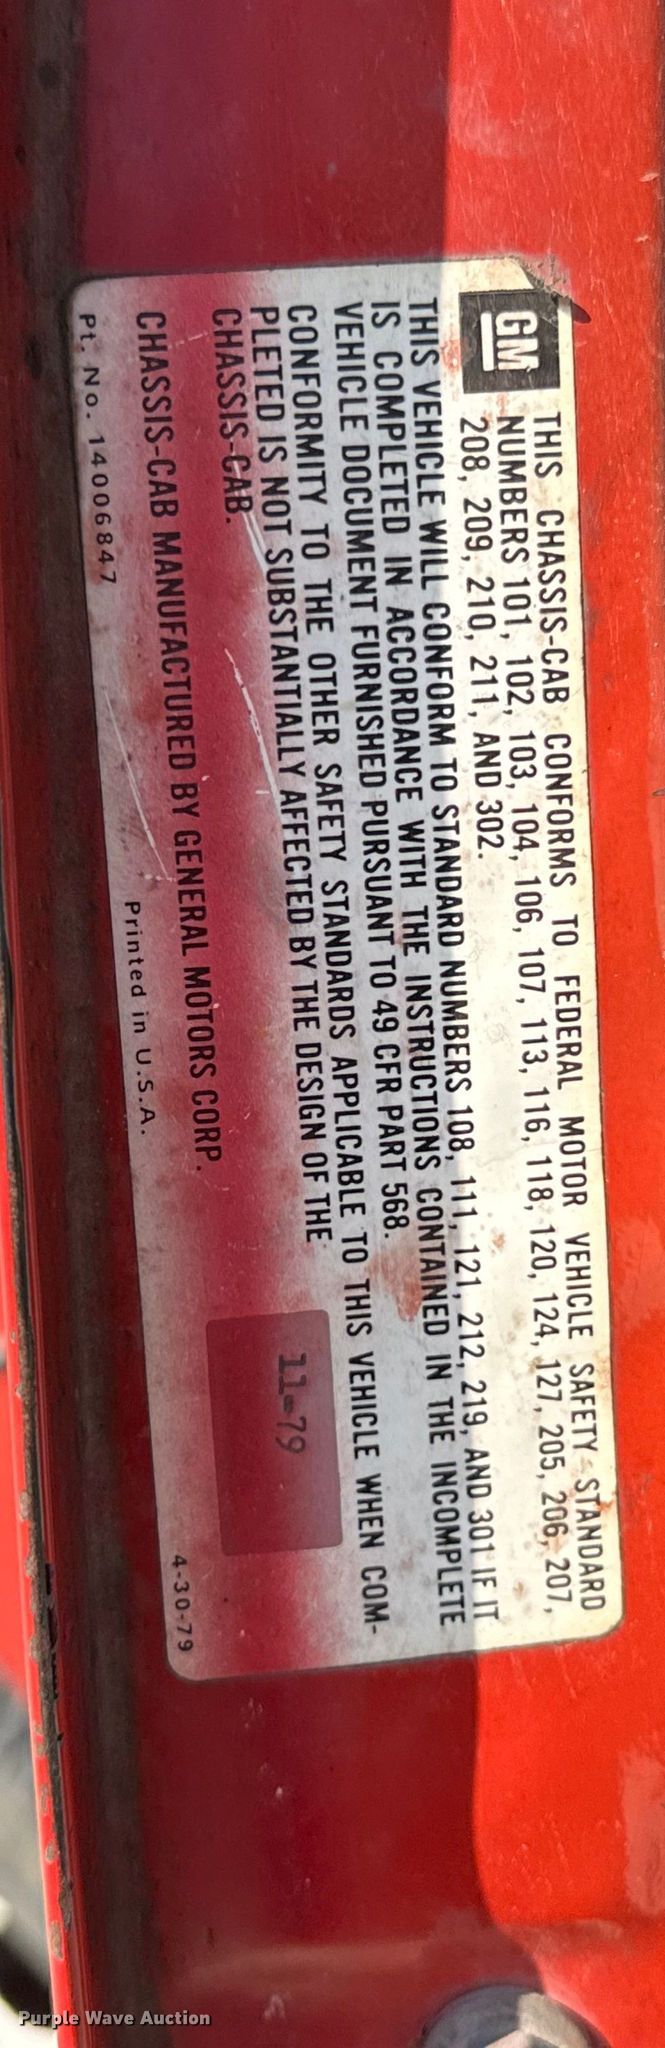 GM
THIS CHASSIS-CAB CONFORMS TO FEDERAL MOTOR VEHICLE SAFETY STANDARD
NUMBERS 101, 102, 103, 104, 106, 107, 113, 116, 118, 120, 124, 127, 205, 206, 207,
208, 209, 210, 211, AND 302.
THIS VEHICLE WILL CONFORM TO STANDARD NUMBERS 108, 111, 121, 212, 219, AND 301 IF IT
IS COMPLETED IN ACCORDANCE WITH THE INSTRUCTIONS CONTAINED IN THE INCOMPLETE
VEHICLE DOCUMENT FURNISHED PURSUANT TO 49 CFR PART 568.
CONFORMITY TO THE OTHER SAFETY STANDARDS APPLICABLE TO THIS VEHICLE WHEN COM-
PLETED IS NOT SUBSTANTIALLY AFFECTED BY THE DESIGN OF THE
CHASSIS-CAB.
11-79
CHASSIS-CAB MANUFACTURED BY GENERAL MOTORS CORP.
Pt. No. 14006847 Printed in U.S.A. 4-30-79
Purple Wave Auction